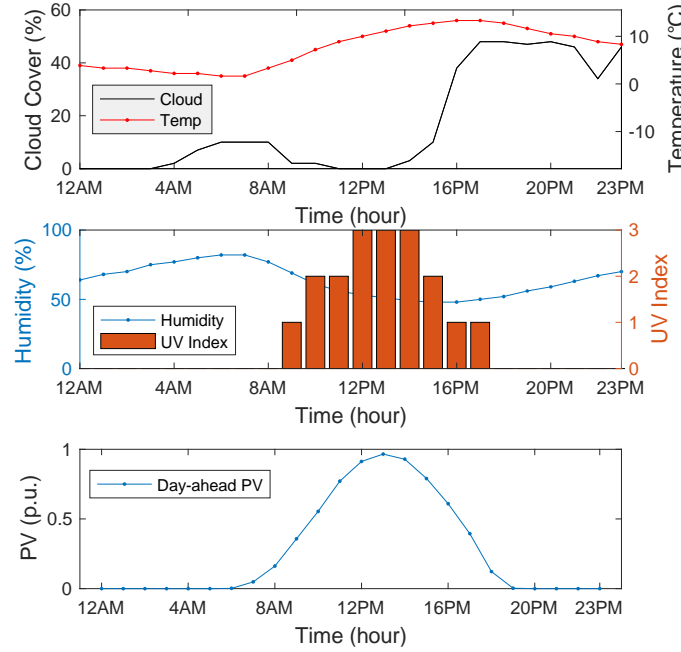 60
40
20
0
Cloud Cover (%)
10
0
-10
Temperature (°C)
Cloud
Temp
12AM 4AM 8AM 12PM 16PM 20PM 23PM
Time (hour)
100
50
0
Humidity (%)
3
2
1
0
UV Index
Humidity
UV Index
12AM 4AM 8AM 12PM 16PM 20PM 23PM
Time (hour)
1
0.5
0
PV (p.u.)
Day-ahead PV
12AM 4AM 8AM 12PM 16PM 20PM 23PM
Time (hour)